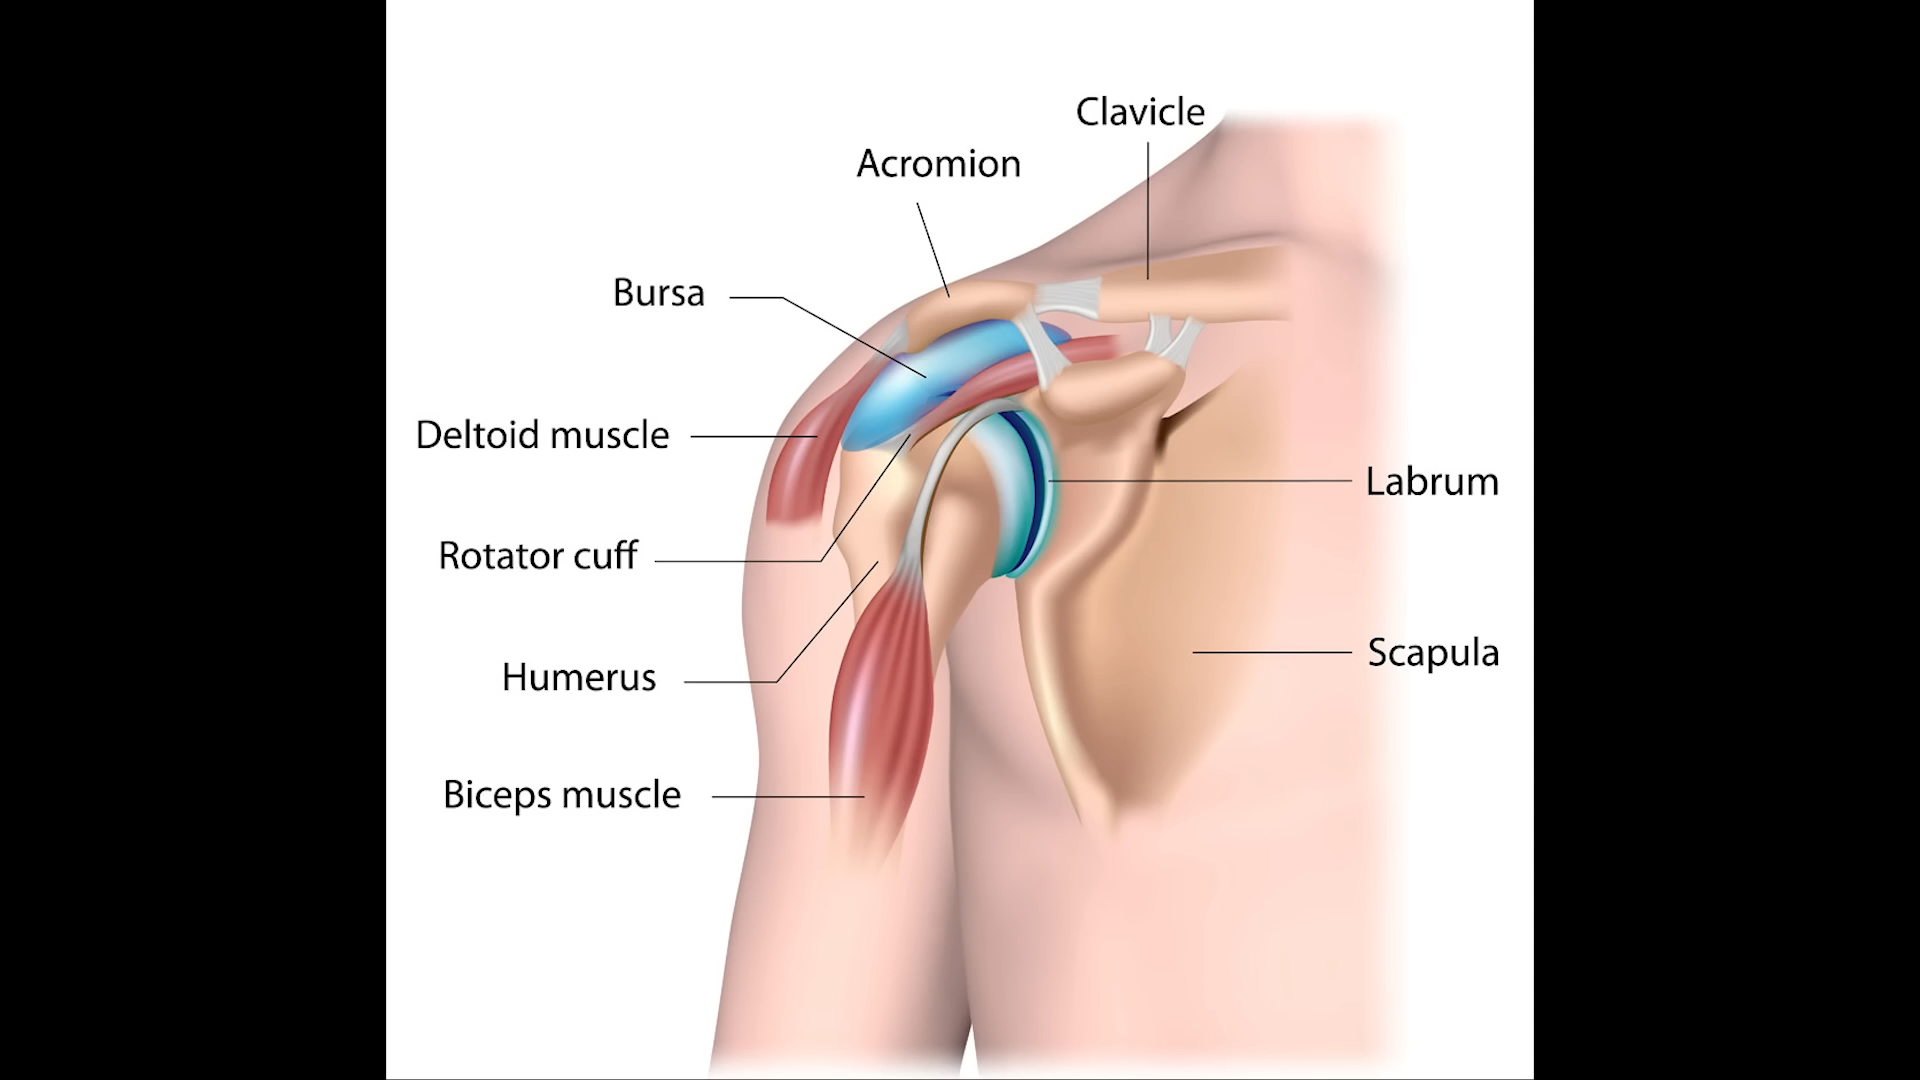 Clavicle
Acromion
Bursa
Deltoid muscle
Labrum
Rotator cuff
Scapula
Humerus
Biceps muscle